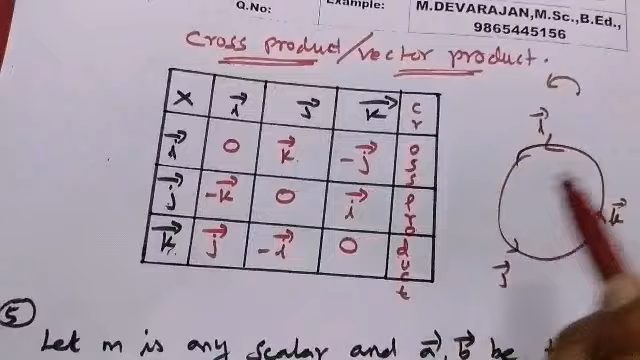 Q.No:
Example:
M.DEVARAJAN,M.Sc.,B.Ed.,
9865445156
Cross product/vector product.
X i⃗ j⃗ k⃗ cross product
i⃗ 0 k⃗ -j⃗
j⃗ -k⃗ 0 i⃗
k⃗ j⃗ -i⃗ 0
i⃗
k⃗
j⃗
5
Let m is any scalar and a⃗, b⃗ be